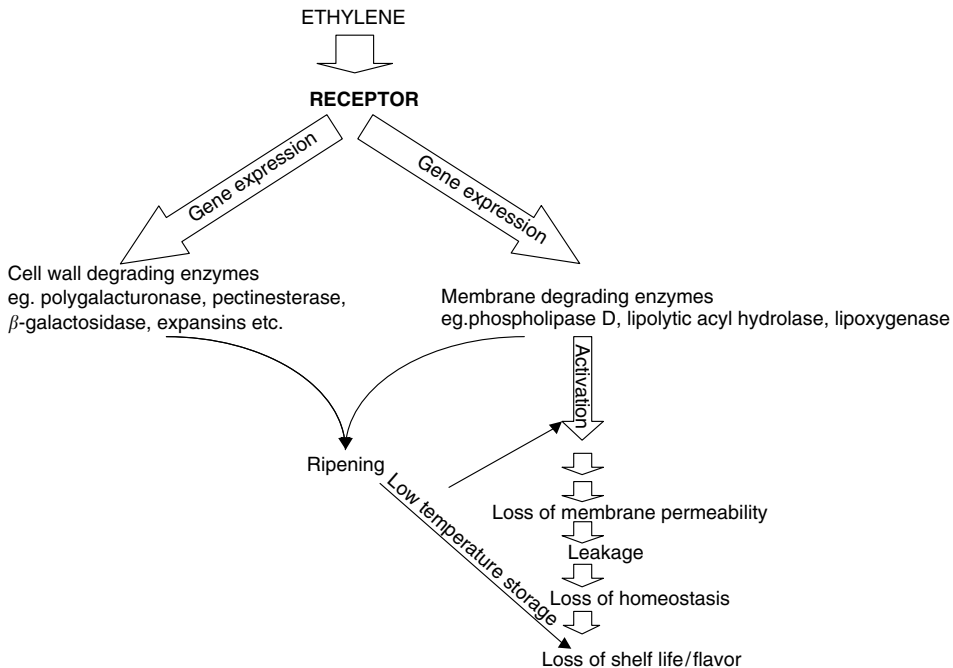 ETHYLENE
RECEPTOR
Gene expression
Gene expression
Cell wall degrading enzymes
eg. polygalacturonase, pectinesterase,
β-galactosidase, expansins etc.
Membrane degrading enzymes
eg.phospholipase D, lipolytic acyl hydrolase, lipoxygenase
Activation
Ripening
Low temperature storage
Loss of membrane permeability
Leakage
Loss of homeostasis
Loss of shelf life/flavor